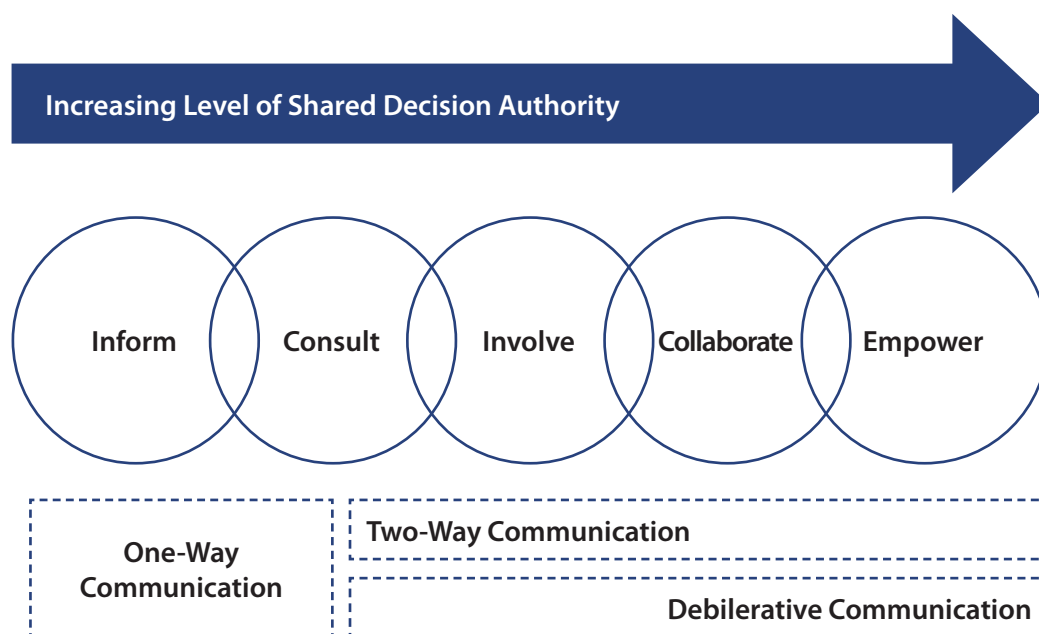 Increasing Level of Shared Decision Authority
Inform
Consult
Involve
Collaborate
Empower
One-Way
Communication
Two-Way Communication
Debilerative Communication